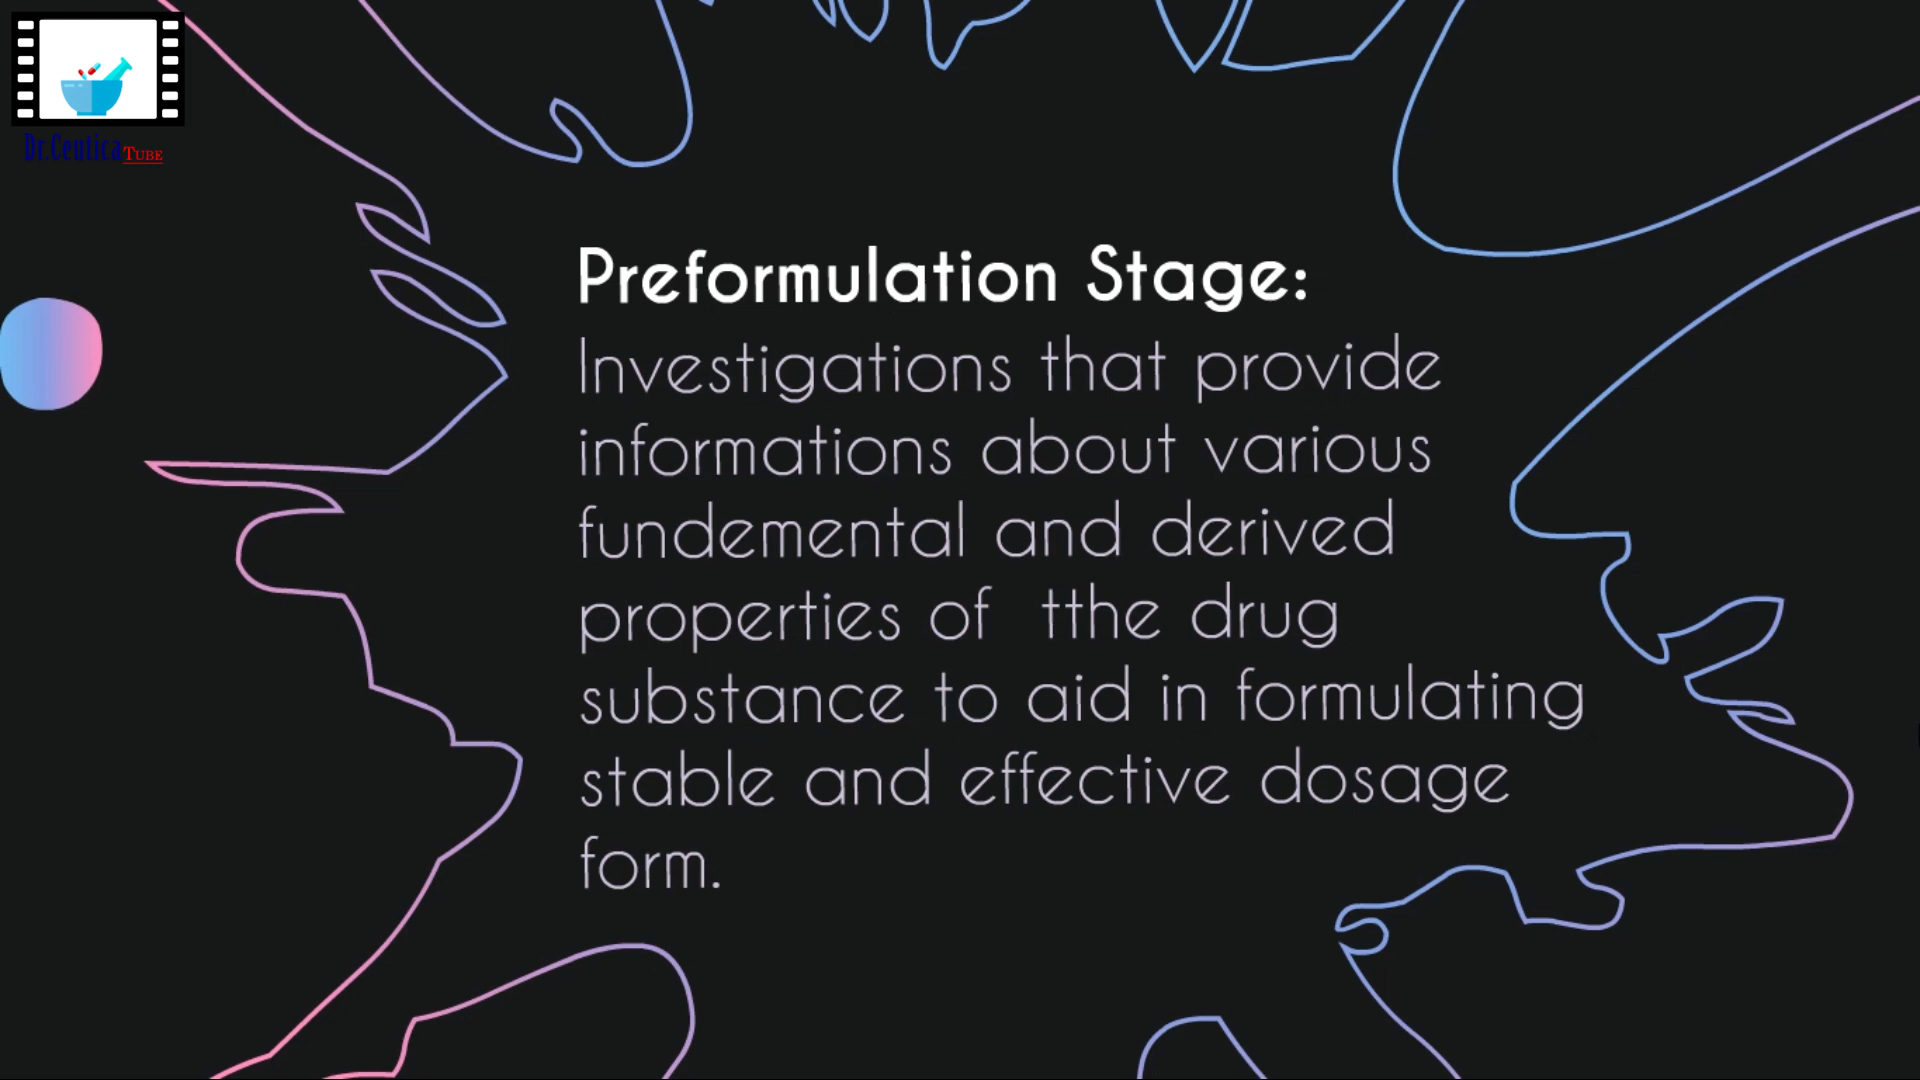 Dr.CeuticaTUBE
Preformulation Stage:
Investigations that provide
informations about various
fundemental and derived
properties of  tthe drug
substance to aid in formulating
stable and effective dosage
form.